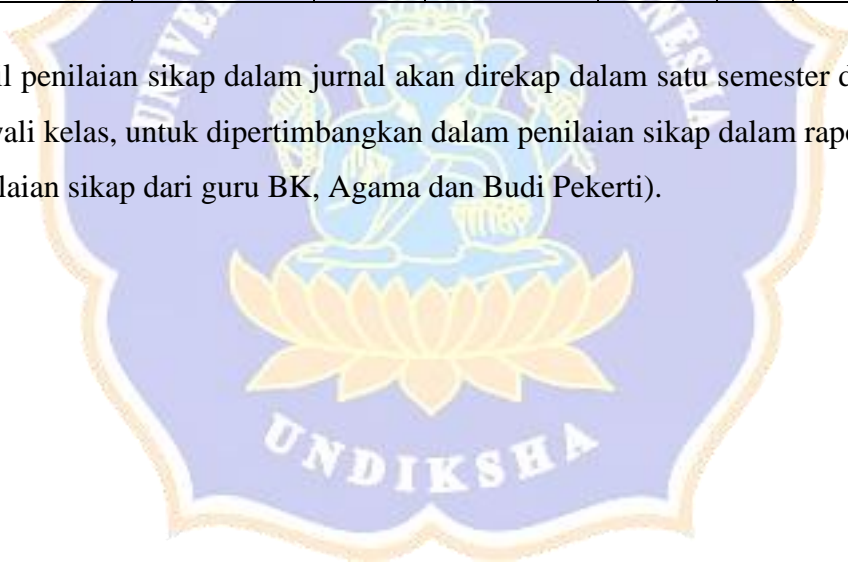 il penilaian sikap dalam jurnal akan direkap dalam satu semester d
vali kelas, untuk dipertimbangkan dalam penilaian sikap dalam rapo
laian sikap dari guru BK, Agama dan Budi Pekerti).
UNDIKSHA